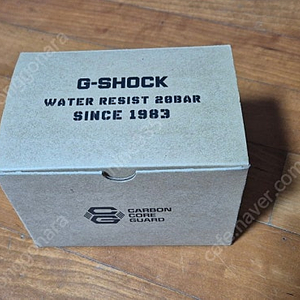 G-SHOCK
WATER RESIST 20BAR
SINCE 1983
CARBON
CORE
GUARD